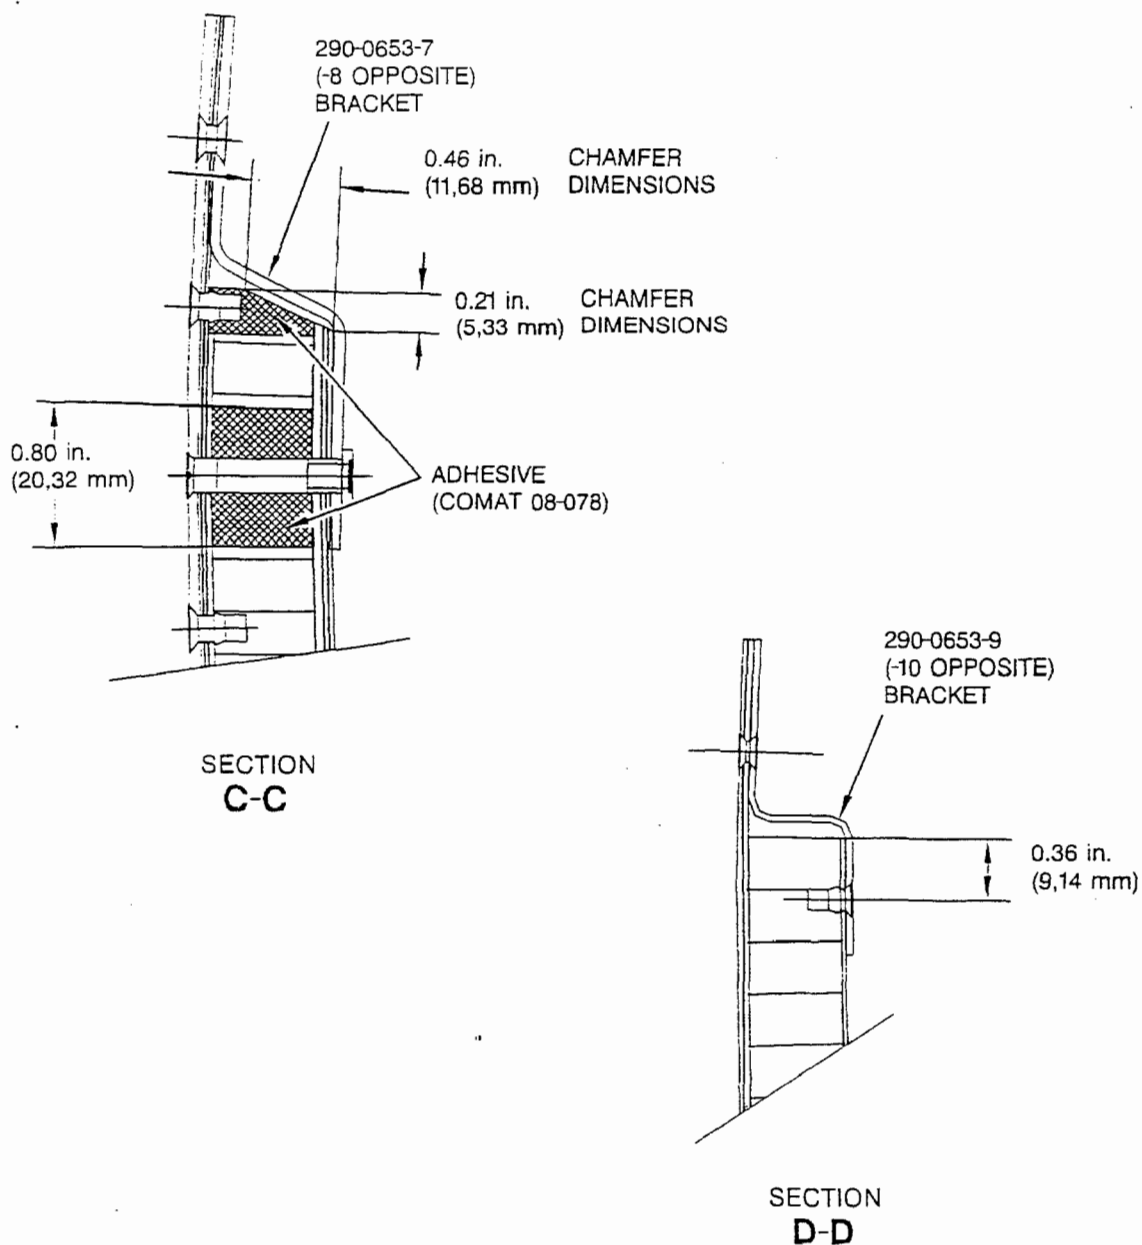 290-0653-7
(-8 OPPOSITE)
BRACKET
0.46 in. CHAMFER
(11,68 mm) DIMENSIONS
0.21 in. CHAMFER
(5,33 mm) DIMENSIONS
0.80 in.
(20,32 mm)
ADHESIVE
(COMAT 08-078)
SECTION
C-C
290-0653-9
(-10 OPPOSITE)
BRACKET
0.36 in.
(9,14 mm)
SECTION
D-D